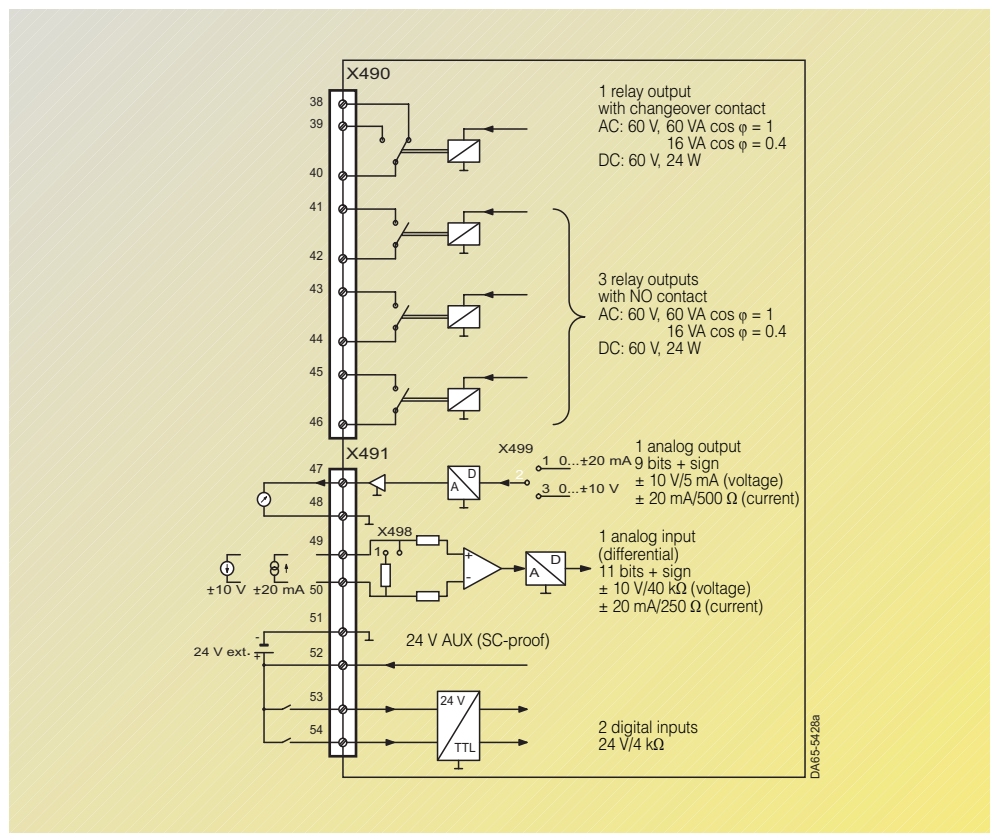 X490
38
39
40
41
42
43
44
45
46
1 relay output
with changeover contact
AC: 60 V, 60 VA cos φ = 1
16 VA cos φ = 0.4
DC: 60 V, 24 W
3 relay outputs
with NO contact
AC: 60 V, 60 VA cos φ = 1
16 VA cos φ = 0.4
DC: 60 V, 24 W
X491
47
48
49
50
51
52
53
54
D
A
X499
1 0...±20 mA
2
3 0...±10 V
1 analog output
9 bits + sign
± 10 V/5 mA (voltage)
± 20 mA/500 Ω (current)
X498
1
+
-
D
A
±10 V ±20 mA
1 analog input
(differential)
11 bits + sign
± 10 V/40 kΩ (voltage)
± 20 mA/250 Ω (current)
-
24 V ext.
+
24 V AUX (SC-proof)
24 V
TTL
2 digital inputs
24 V/4 kΩ
DA65-5428a